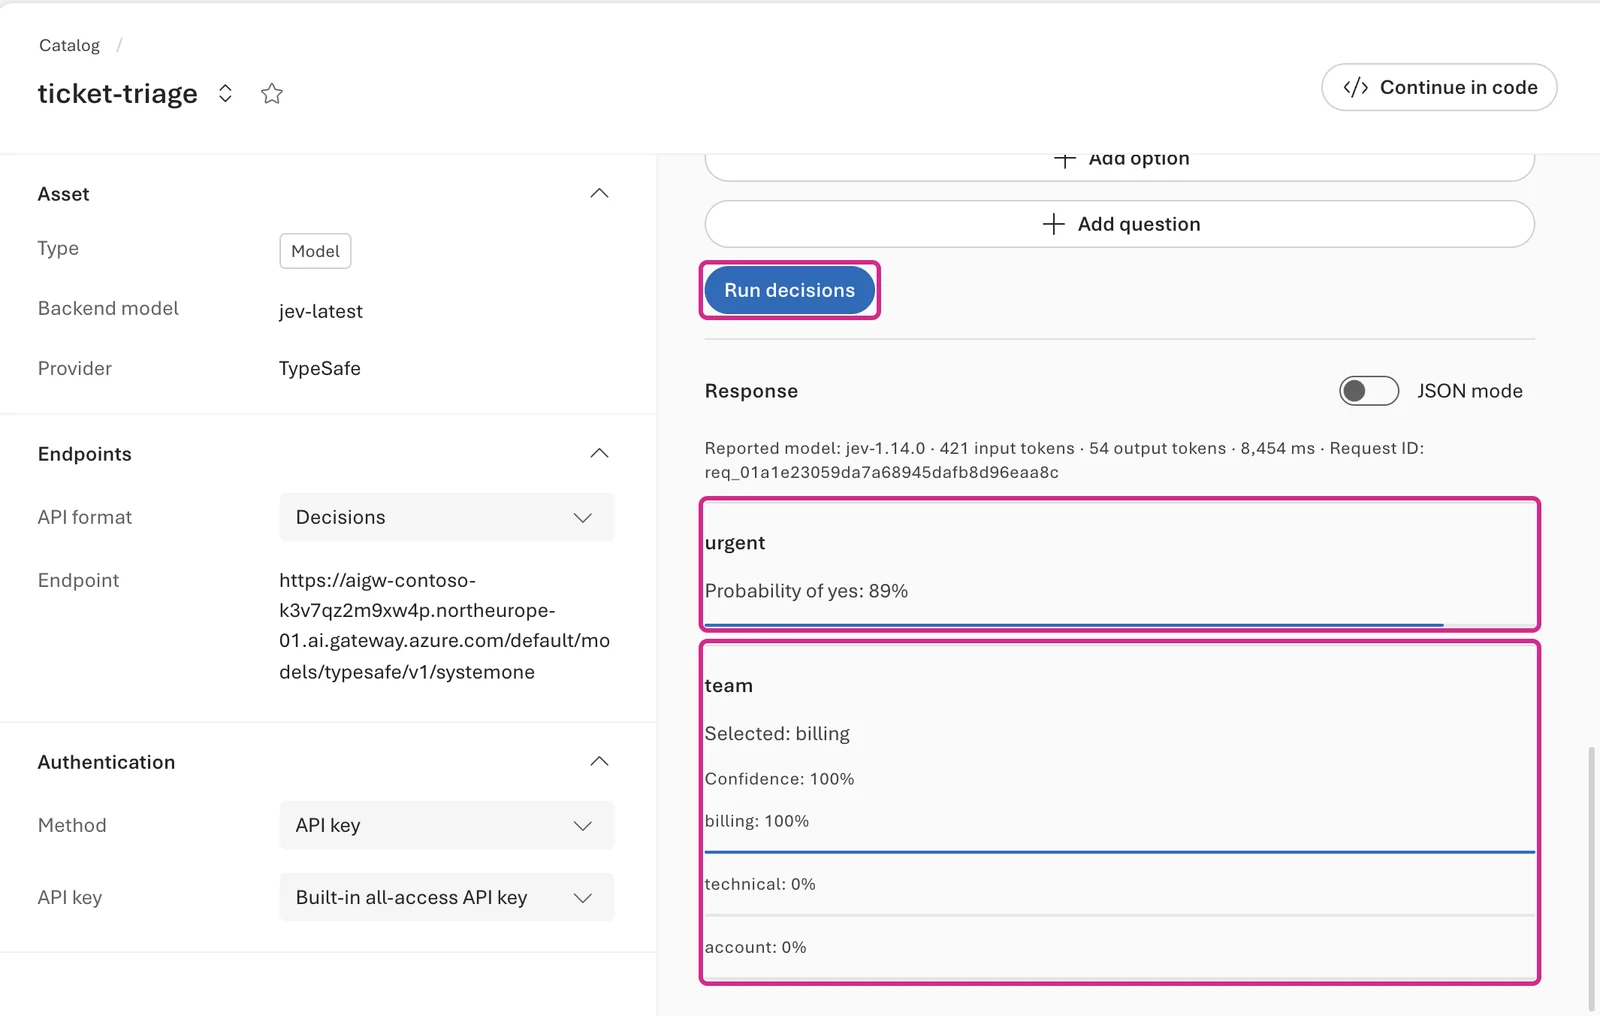 Catalog /
ticket-triage
Continue in code
Asset
Type
Model
Backend model
jev-latest
Provider
TypeSafe
Endpoints
API format
Decisions
Endpoint
https://aigw-contoso-
k3v7qz2m9xw4p.northeurope-
01.ai.gateway.azure.com/default/mo
dels/typesafe/v1/systemone
Authentication
Method
API key
API key
Built-in all-access API key
Add option
Add question
Run decisions
Response
JSON mode
Reported model: jev-1.14.0 · 421 input tokens · 54 output tokens · 8,454 ms · Request ID:
req_01a1e23059da7a68945dafb8d96eaa8c
urgent
Probability of yes: 89%
team
Selected: billing
Confidence: 100%
billing: 100%
technical: 0%
account: 0%